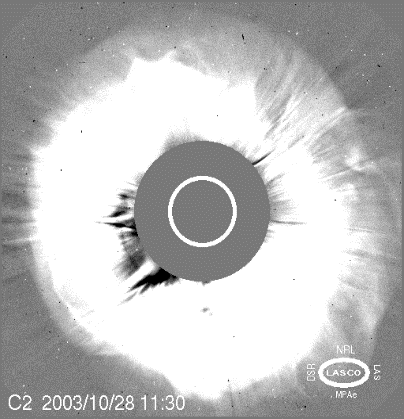 NRL
DSR LASCO LAS
MPAe
C2 2003/10/28 11:30